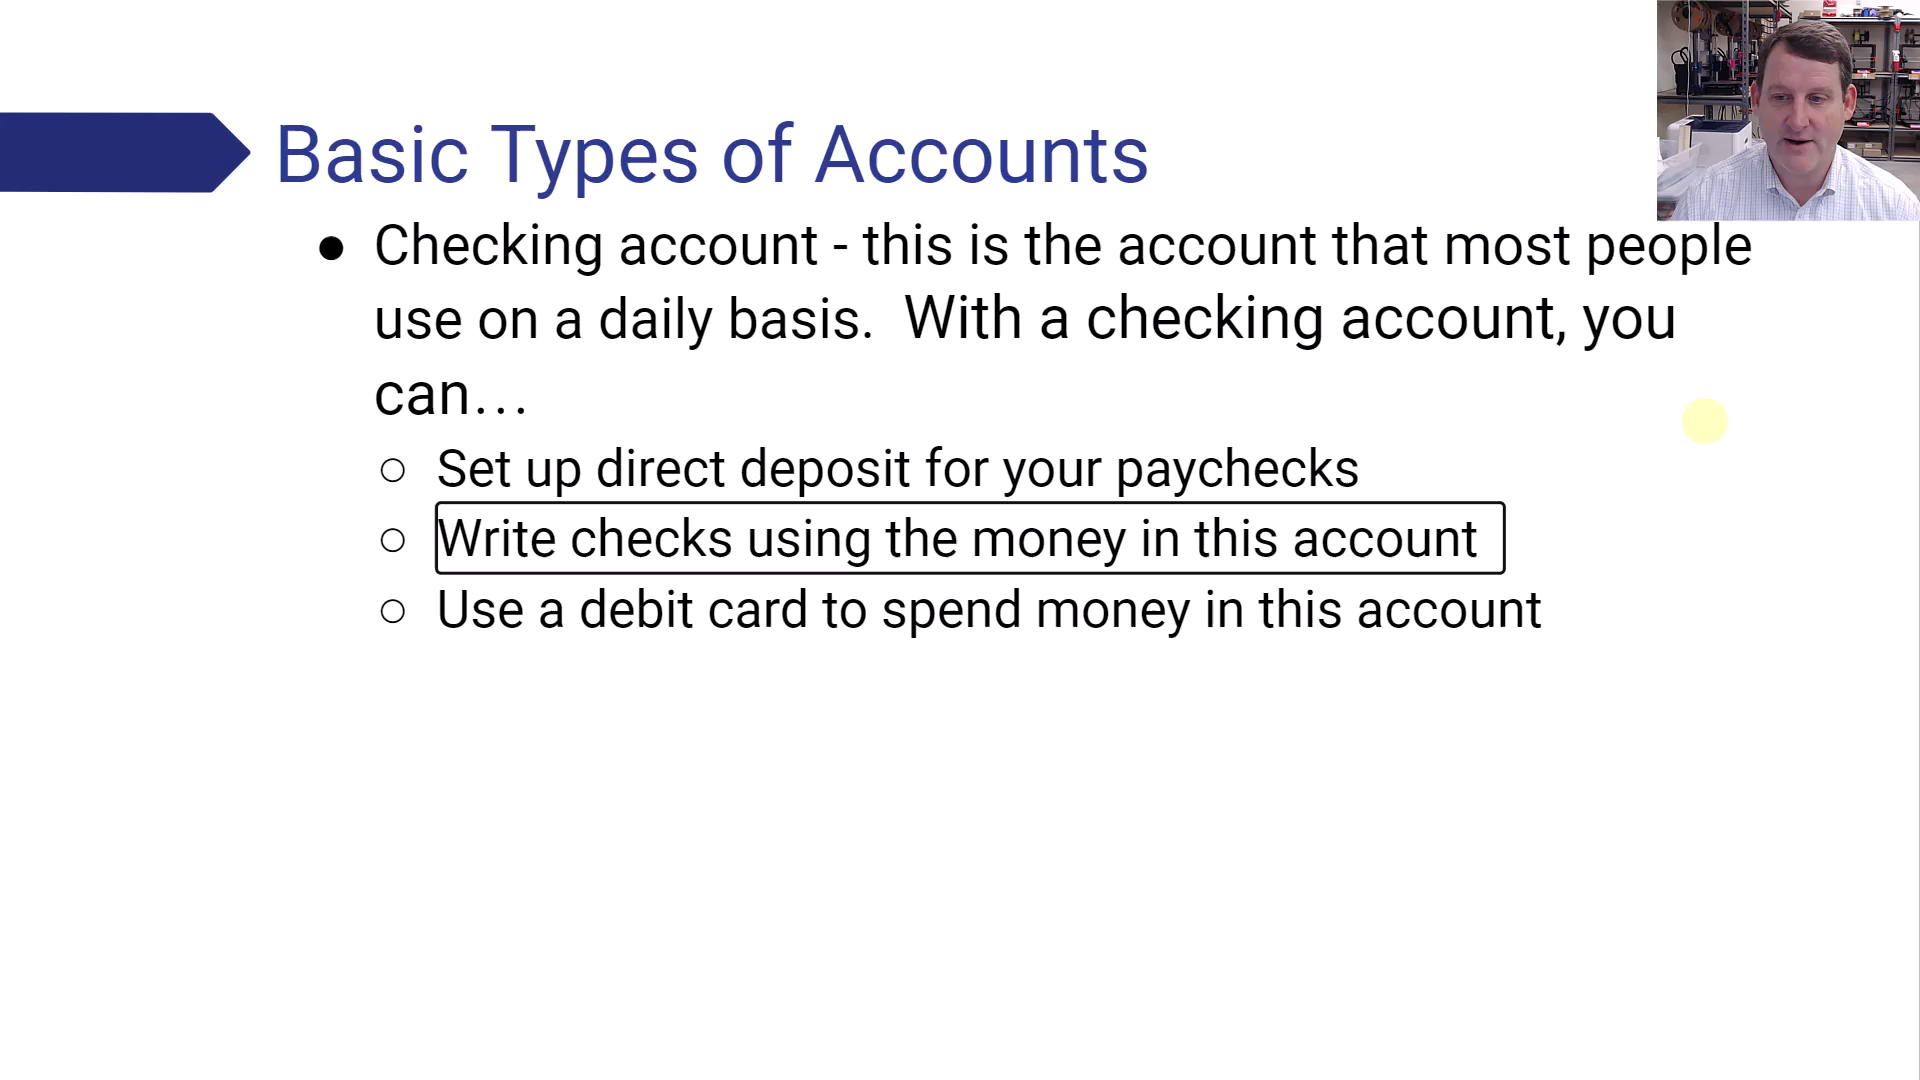 Basic Types of Accounts
● Checking account - this is the account that most people
use on a daily basis.  With a checking account, you
can…
○ Set up direct deposit for your paychecks
○ Write checks using the money in this account
○ Use a debit card to spend money in this account